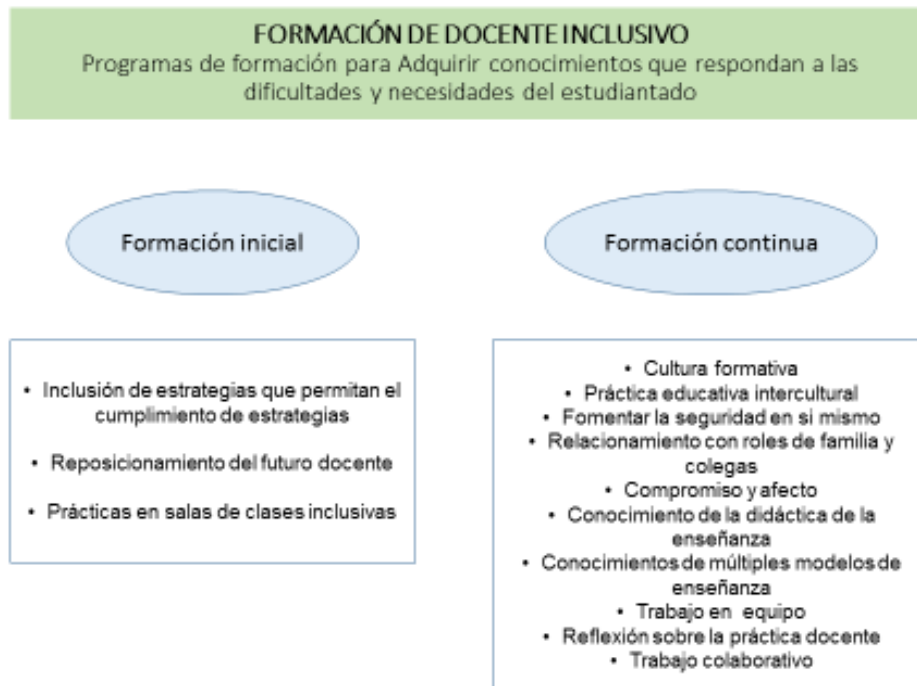 FORMACIÓN DE DOCENTE INCLUSIVO
Programas de formación para Adquirir conocimientos que respondan a las
dificultades y necesidades del estudiantado
Formación inicial
• Inclusión de estrategias que permitan el
cumplimiento de estrategias
• Reposicionamiento del futuro docente
• Prácticas en salas de clases inclusivas
Formación continua
• Cultura formativa
• Práctica educativa intercultural
• Fomentar la seguridad en si mismo
• Relacionamiento con roles de familia y
colegas
• Compromiso y afecto
• Conocimiento de la didáctica de la
enseñanza
• Conocimientos de múltiples modelos de
enseñanza
• Trabajo en equipo
• Reflexión sobre la práctica docente
• Trabajo colaborativo